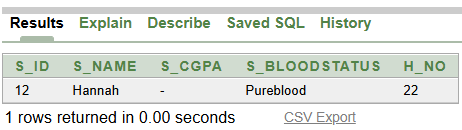 Results Explain Describe Saved SQL History
S_ID S_NAME S_CGPA S_BLOODSTATUS H_NO
12 Hannah - Pureblood 22
1 rows returned in 0.00 seconds CSV Export